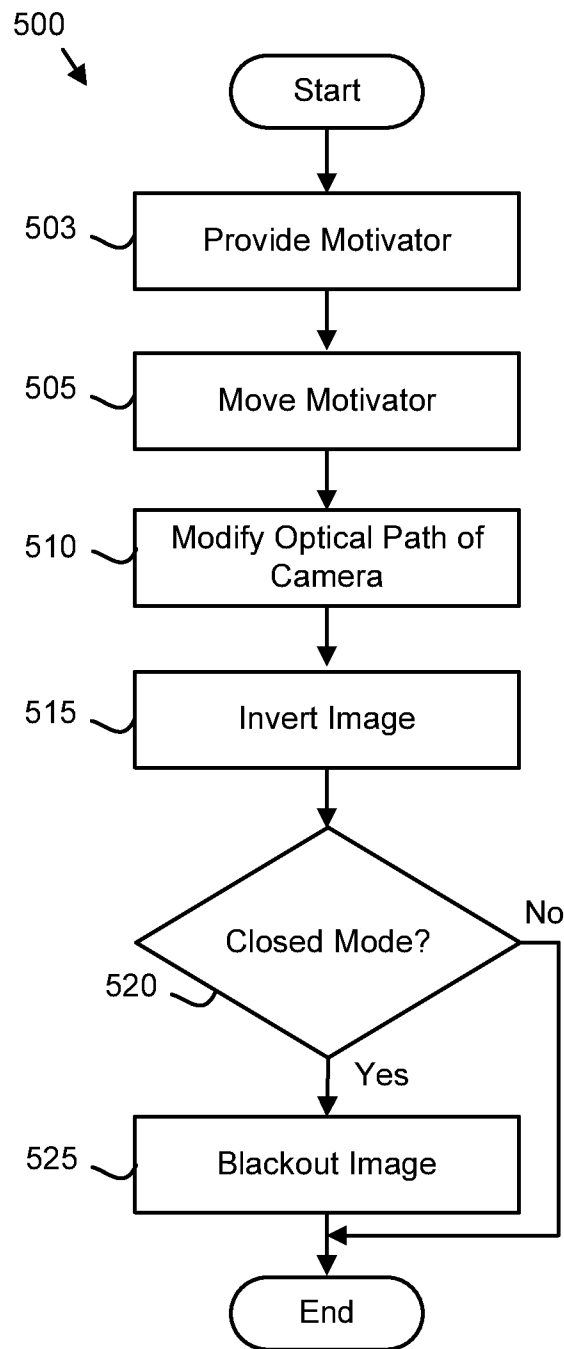 500
Start
503
Provide Motivator
505
Move Motivator
510
Modify Optical Path of
Camera
515
Invert Image
Closed Mode?
No
520
Yes
525
Blackout Image
End